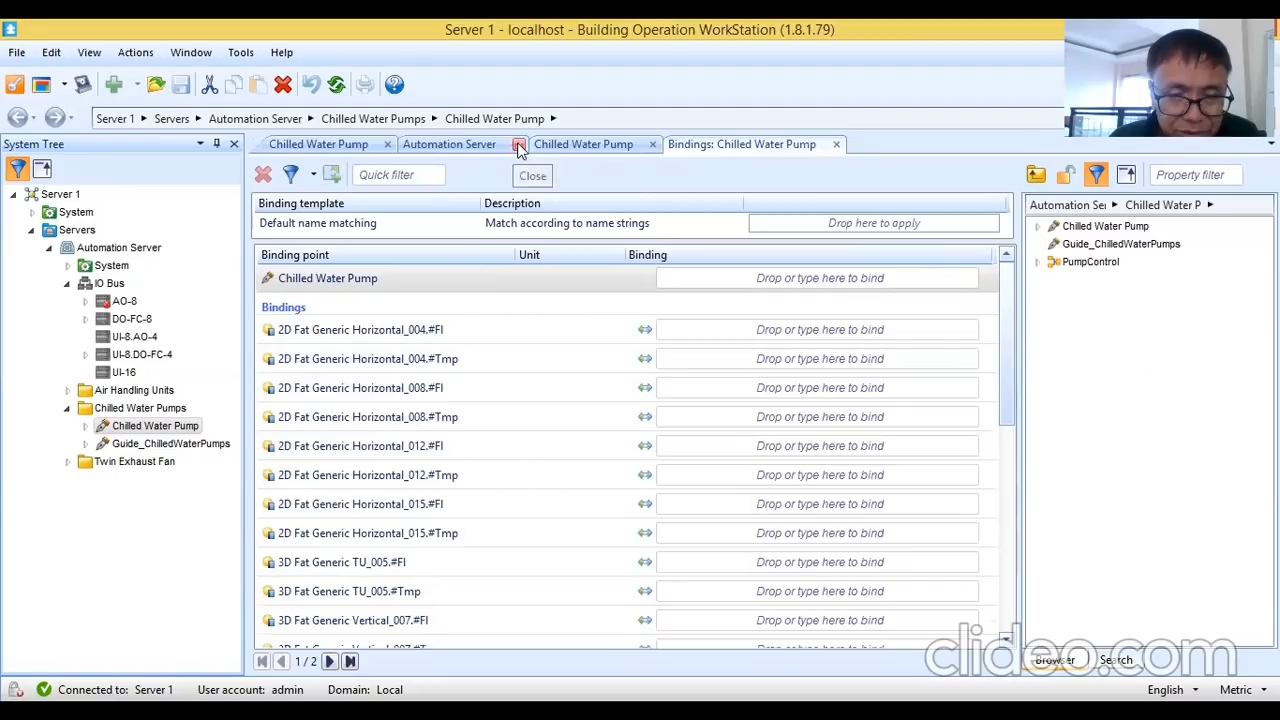 Server 1 - localhost - Building Operation WorkStation (1.8.1.79)
File Edit View Actions Window Tools Help
Server 1 Servers Automation Server Chilled Water Pumps Chilled Water Pump
System Tree
Chilled Water Pump Automation Server Chilled Water Pump Bindings: Chilled Water Pump
Quick filter
Close
Property filter
Binding template Description
Default name matching Match according to name strings Drop here to apply
Automation Ser Chilled Water P
Server 1
System
Servers
Automation Server
System
IO Bus
AO-8
DO-FC-8
UI-8.AO-4
UI-8.DO-FC-4
UI-16
Air Handling Units
Chilled Water Pumps
Chilled Water Pump
Guide_ChilledWaterPumps
Twin Exhaust Fan
Binding point Unit Binding
Chilled Water Pump Drop or type here to bind
Bindings
2D Fat Generic Horizontal_004.#Fl Drop or type here to bind
2D Fat Generic Horizontal_004.#Tmp Drop or type here to bind
2D Fat Generic Horizontal_008.#Fl Drop or type here to bind
2D Fat Generic Horizontal_008.#Tmp Drop or type here to bind
2D Fat Generic Horizontal_012.#Fl Drop or type here to bind
2D Fat Generic Horizontal_012.#Tmp Drop or type here to bind
2D Fat Generic Horizontal_015.#Fl Drop or type here to bind
2D Fat Generic Horizontal_015.#Tmp Drop or type here to bind
3D Fat Generic TU_005.#Fl Drop or type here to bind
3D Fat Generic TU_005.#Tmp Drop or type here to bind
3D Fat Generic Vertical_007.#Fl Drop or type here to bind
1 / 2
Chilled Water Pump
Guide_ChilledWaterPumps
PumpControl
Browser Search
clideo.com
Connected to: Server 1 User account: admin Domain: Local English Metric